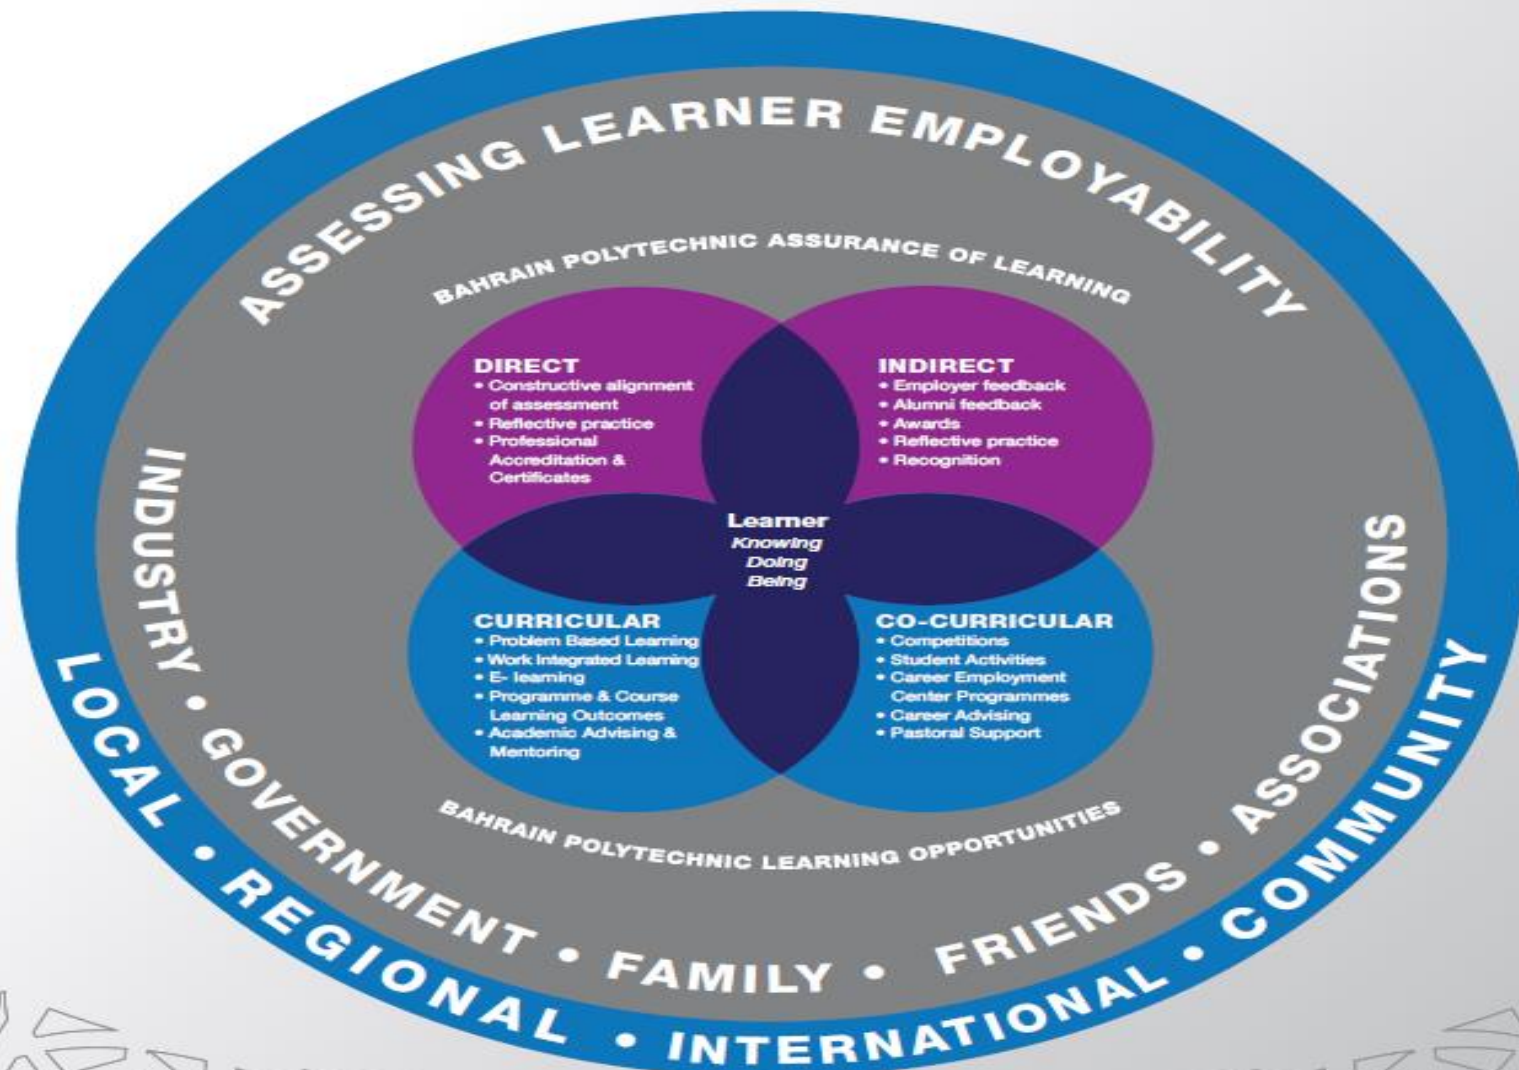 ASSESSING LEARNER EMPLOYABILITY
BAHRAIN POLYTECHNIC ASSURANCE OF LEARNING
DIRECT
• Constructive alignment
of assessment
• Reflective practice
• Professional
Accreditation &
Certificates
INDIRECT
• Employer feedback
• Alumni feedback
• Awards
• Reflective practice
• Recognition
Learner
Knowing
Doing
Being
CURRICULAR
• Problem Based Learning
• Work Integrated Learning
• E- learning
• Programme & Course
Learning Outcomes
• Academic Advising &
Mentoring
CO-CURRICULAR
• Competitions
• Student Activities
• Career Employment
Center Programmes
• Career Advising
• Pastoral Support
BAHRAIN POLYTECHNIC LEARNING OPPORTUNITIES
INDUSTRY • GOVERNMENT • FAMILY • FRIENDS • ASSOCIATIONS
LOCAL • REGIONAL • INTERNATIONAL • COMMUNITY